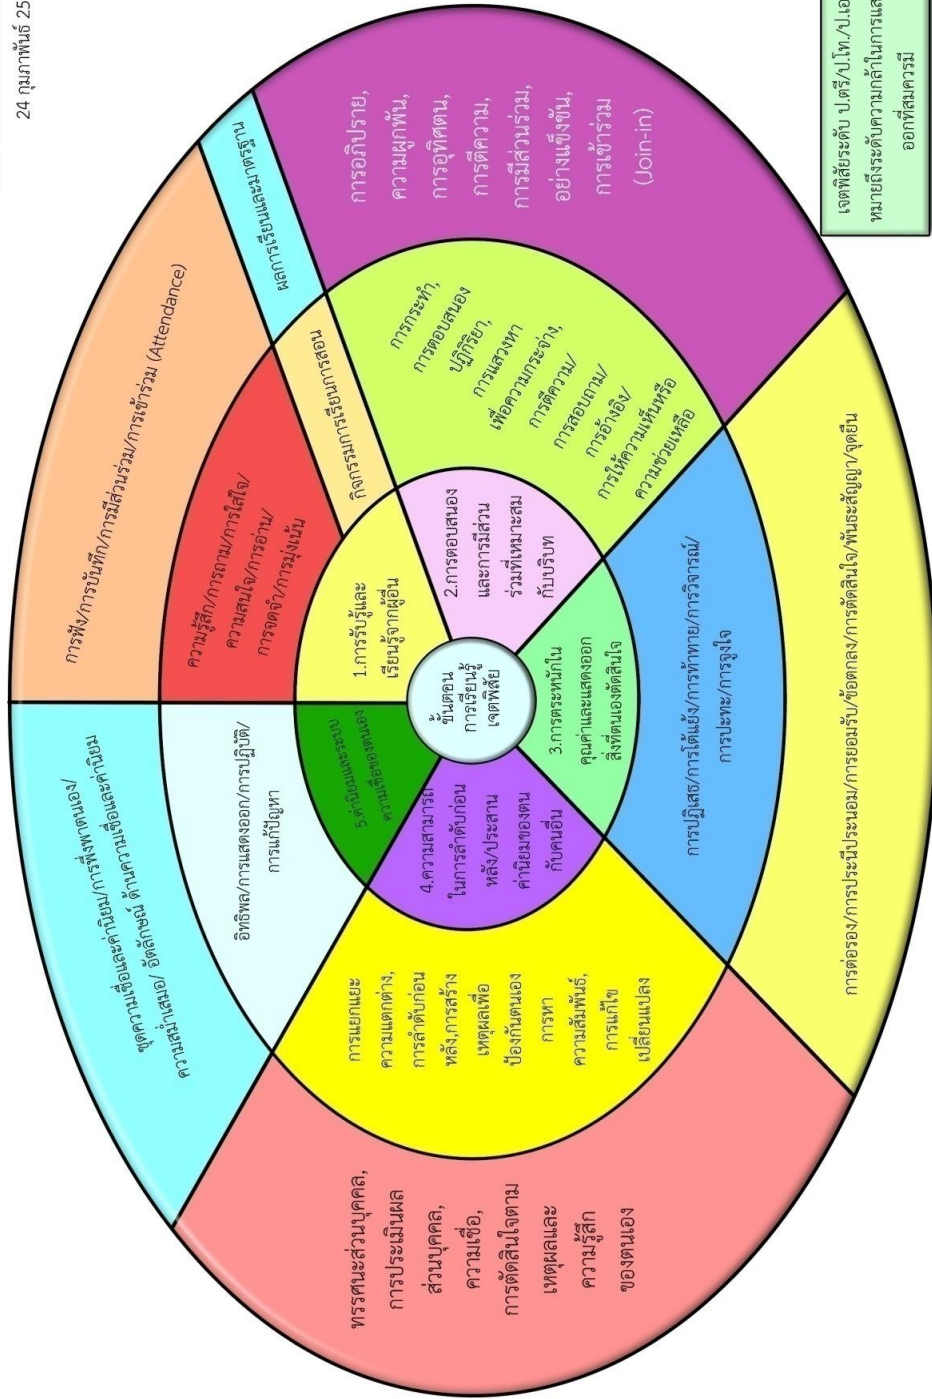 24 กุมภาพันธ์ 25
ขั้นตอน
การเรียนรู้
เจตพิสัย
1.การรับรู้และ
เรียนรู้จากผู้อื่น
2.การตอบสนอง
และการมีส่วน
ร่วมที่เหมาะสม
กับบริบท
3.การตระหนักใน
คุณค่าและแสดงออก
สิ่งที่ตนเองตัดสินใจ
4.ความสามารถ
ในการลำดับก่อน
หลัง/ประสาน
ค่านิยมของตน
กับคนอื่น
5.ค่านิยมและระบบ
ความเชื่อของตนเอง
กิจกรรมการเรียนการสอน
ความรู้สึก/การถาม/การใส่ใจ/
ความสนใจ/การอ่าน/
การจดจำ/การมุ่งเน้น
การกระทำ,
การตอบสนอง
ปฏิกิริยา,
การแสวงหา
เพื่อความกระจ่าง,
การตีความ/
การสอบถาม/
การอ้างอิง/
การให้ความเห็นหรือ
ความช่วยเหลือ
การปฏิเสธ/การโต้แย้ง/การท้าทาย/การวิจารณ์/
การปะทะ/การจูงใจ
การแยกแยะ
ความแตกต่าง,
การลำดับก่อน
หลัง,การสร้าง
เหตุผลเพื่อ
ป้องกันตนเอง
การหา
ความสัมพันธ์,
การแก้ไข
เปลี่ยนแปลง
อิทธิพล/การแสดงออก/การปฏิบัติ/
การแก้ปัญหา
ผลการเรียนและมาตรฐาน
การฟัง/การบันทึก/การมีส่วนร่วม/การเข้าร่วม (Attendance)
การอภิปราย,
ความผูกพัน,
การอุทิศตน,
การตีความ,
การมีส่วนร่วม,
อย่างแข็งขัน,
การเข้าร่วม
(Join-in)
การต่อรอง/การประนีประนอม/การยอมรับ/ข้อตกลง/การตัดสินใจ/พันธะสัญญา/จุดยืน
ทรรศนะส่วนบุคคล,
การประเมินผล
ส่วนบุคคล,
ความเชื่อ,
การตัดสินใจตาม
เหตุผลและ
ความรู้สึก
ของตนเอง
ชุดความเชื่อและค่านิยม/การพึ่งพาตนเอง/
ความสม่ำเสมอ/ อัตลักษณ์ ด้านความเชื่อและค่านิยม
เจตพิสัยระดับ ป.ตรี/ป.โท./ป.เอ
หมายถึงระดับความกล้าในการแส
ออกที่สมควรมี